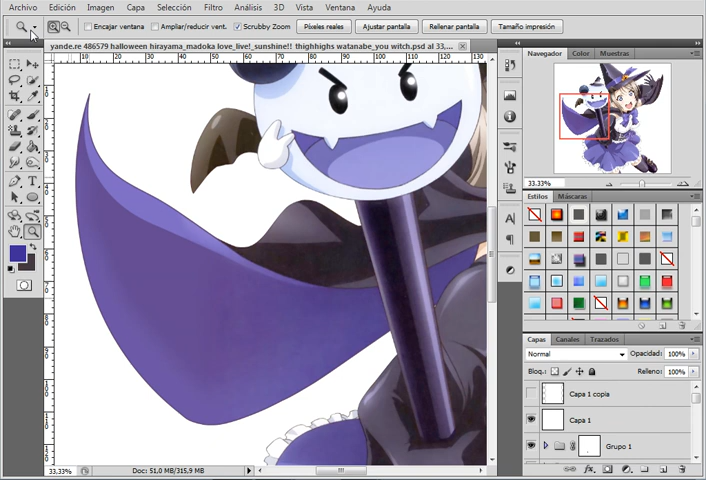 Archivo Edición Imagen Capa Selección Filtro Análisis 3D Vista Ventana Ayuda
Encajar ventana Ampliar/reducir vent. Scrubby Zoom Píxeles reales Ajustar pantalla Rellenar pantalla Tamaño impresión
yande.re 486579 halloween hirayama_madoka love_live!_sunshine!! thighhighs watanabe_you witch.psd al 33,...
Navegador Color Muestras
33.33%
Estilos Máscaras
Capas Canales Trazados
Normal Opacidad: 100%
Bloq.: Relleno: 100%
Capa 1 copia
Capa 1
Grupo 1
33.33% Doc: 51,0 MB/315,9 MB